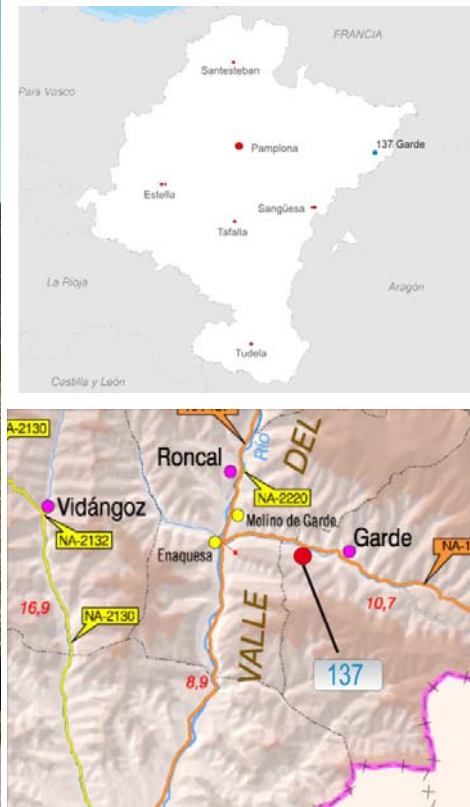 FRANCIA
Santesteban
País Vasco
Pamplona
137 Garde
Estella
Sangüesa
Tafalla
La Rioja
Aragón
Tudela
Castilla y León
NA-2130
Roncal
RÍO
DEL
NA-2220
Vidángoz
Molino de Garde
NA-2132
Enaquesa
Garde
16,9
NA-2130
10,7
VALLE
8,9
137